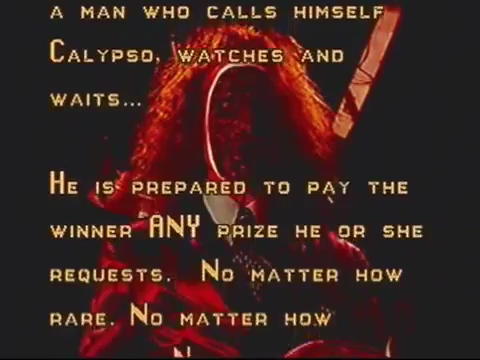 A MAN WHO CALLS HIMSELF
CALYPSO, WATCHES AND
WAITS...
HE IS PREPARED TO PAY THE
WINNER ANY PRIZE HE OR SHE
REQUESTS. NO MATTER HOW
RARE. NO MATTER HOW